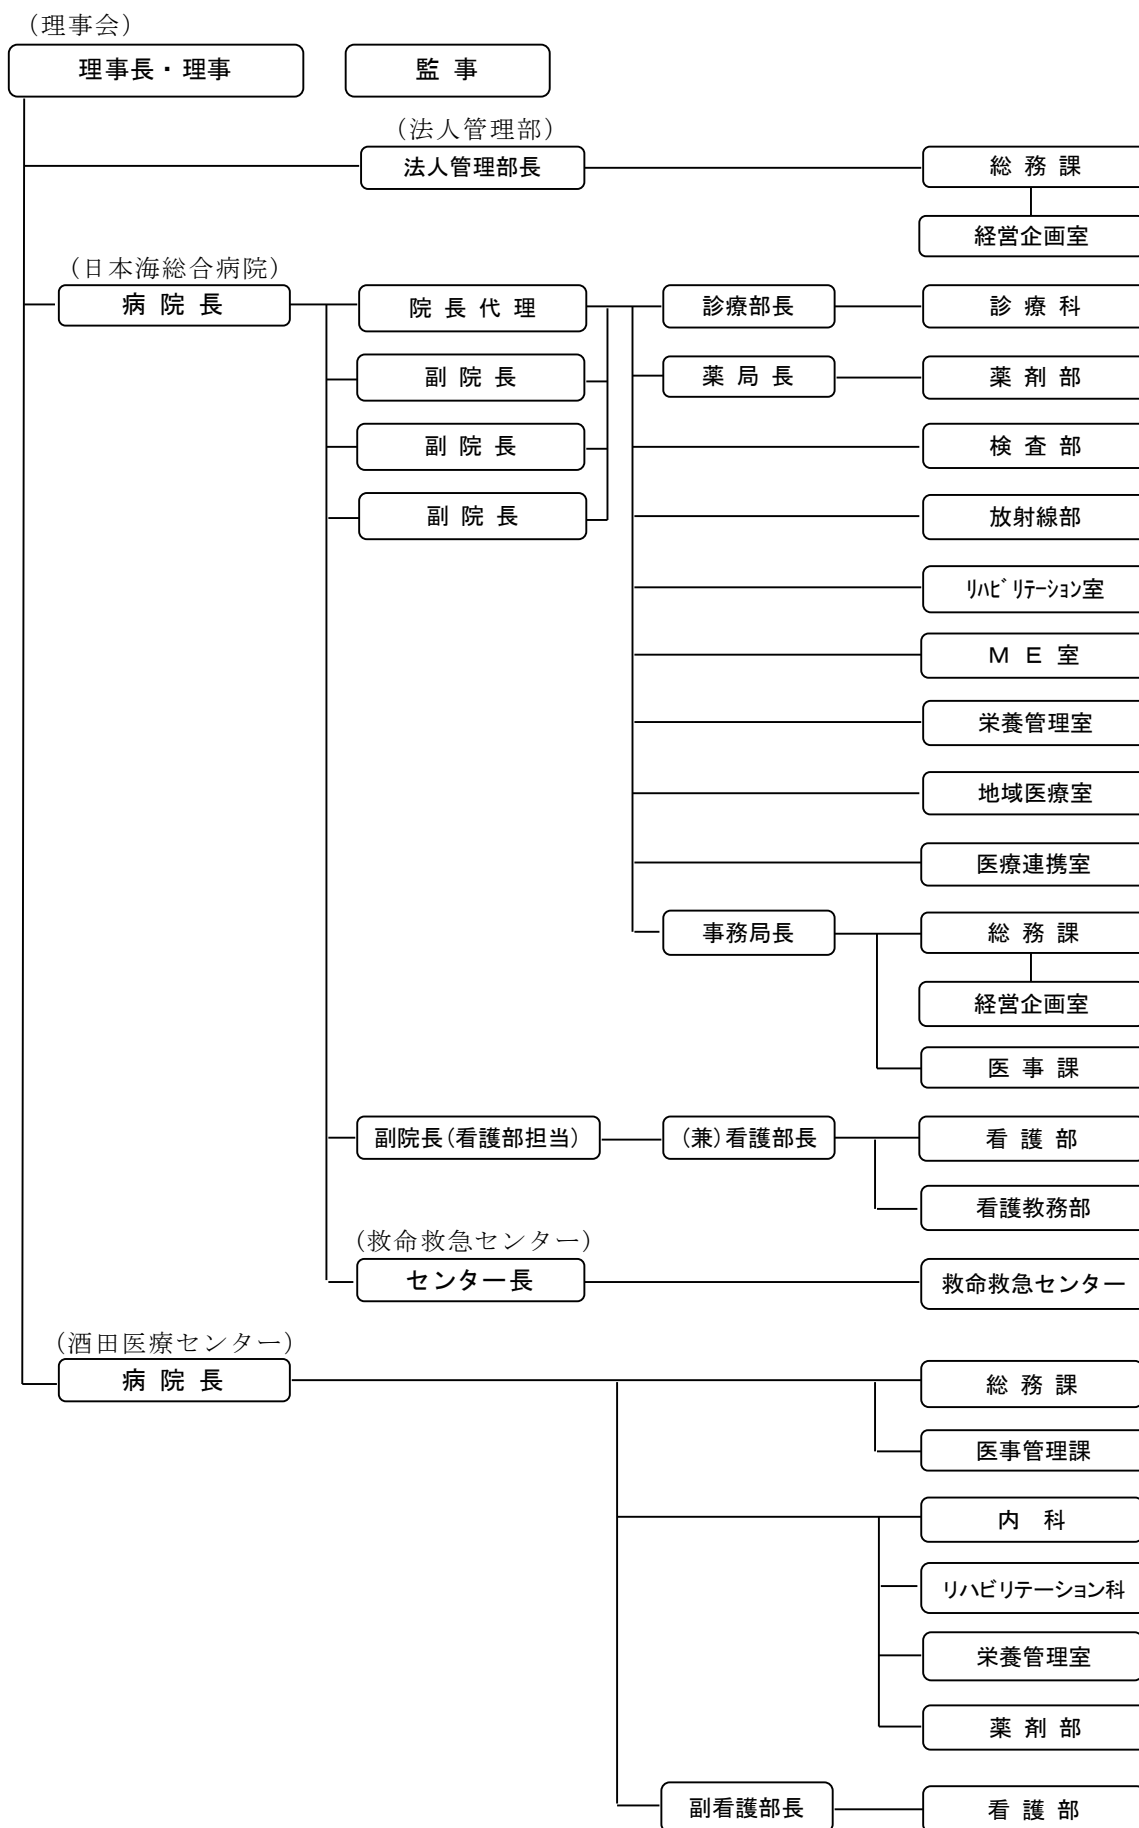 （理事会）
理事長・理事　監 事
（法人管理部）
法人管理部長　総 務 課
経営企画室
（日本海総合病院）
病 院 長　院 長 代 理　診療部長　診 療 科
副 院 長　薬 局 長　薬 剤 部
副 院 長　検 査 部
副 院 長　放射線部
ﾘﾊﾋﾞﾘﾃｰｼｮﾝ室
Ｍ Ｅ 室
栄養管理室
地域医療室
医療連携室
事務局長　総 務 課
経営企画室
医 事 課
副院長（看護部担当）　（兼）看護部長　看 護 部
看護教務部
（救命救急センター）
センター長　救命救急センター
（酒田医療センター）
病 院 長　総 務 課
医事管理課
内　科
リハビリテーション科
栄養管理室
薬 剤 部
副看護部長　看 護 部